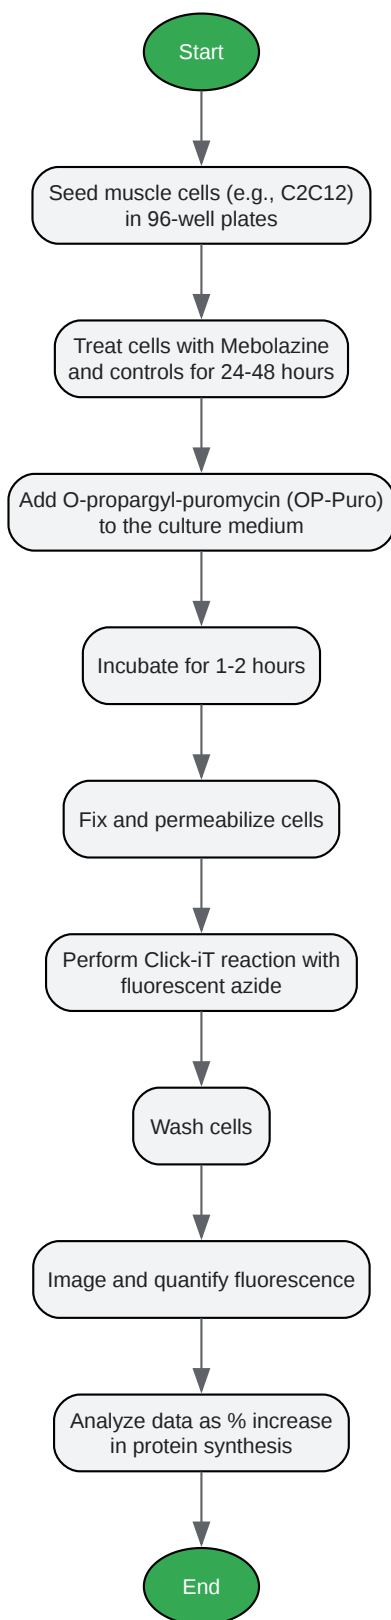 Start
Seed muscle cells (e.g., C2C12)
in 96-well plates
Treat cells with Mebolazine
and controls for 24-48 hours
Add O-propargyl-puromycin (OP-Puro)
to the culture medium
Incubate for 1-2 hours
Fix and permeabilize cells
Perform Click-iT reaction with
fluorescent azide
Wash cells
Image and quantify fluorescence
Analyze data as % increase
in protein synthesis
End